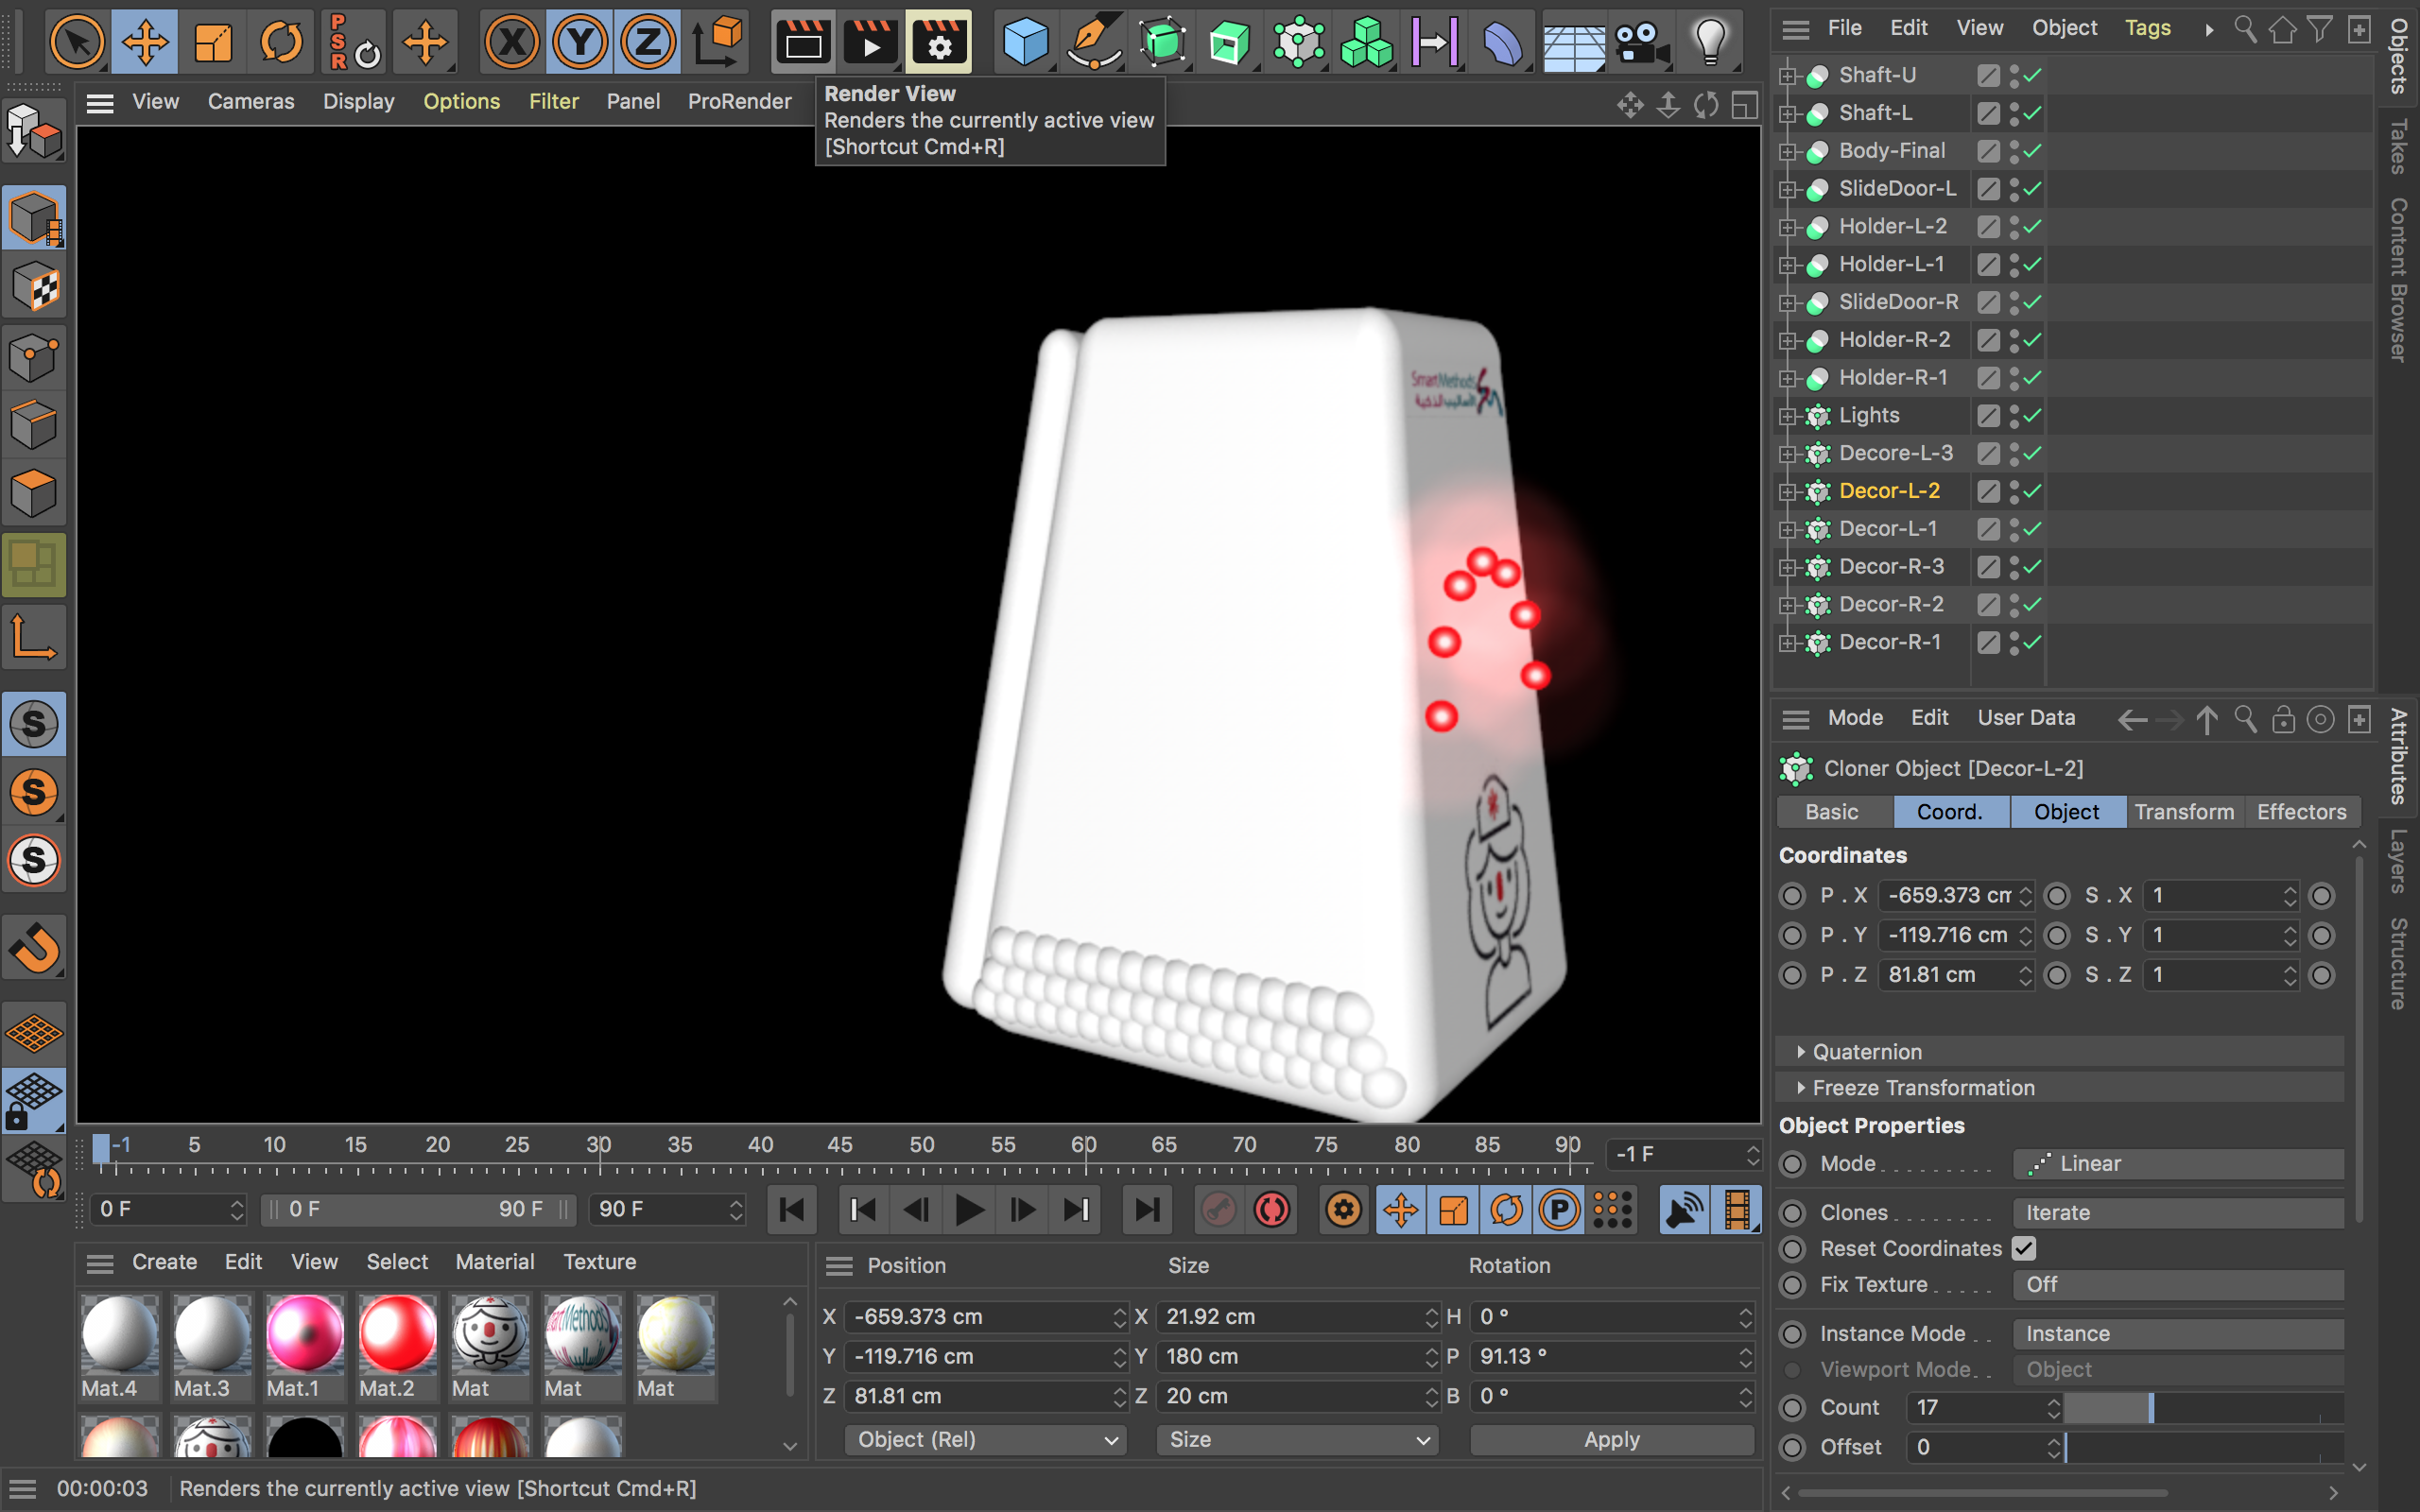 PSR
X
Y
Z
File Edit View Object Tags
Objects
Takes
Content Browser
View Cameras Display Options Filter Panel ProRender
Render View
Renders the currently active view
[Shortcut Cmd+R]
Shaft-U
Shaft-L
Body-Final
SlideDoor-L
Holder-L-2
Holder-L-1
SlideDoor-R
Holder-R-2
Holder-R-1
Lights
Decore-L-3
Decor-L-2
Decor-L-1
Decor-R-3
Decor-R-2
Decor-R-1
SmartMethods
الأساليب الذكية
S
S
S
Mode Edit User Data
Attributes
Layers
Structure
Cloner Object [Decor-L-2]
Basic Coord. Object Transform Effectors
Coordinates
P . X -659.373 cm S . X 1
P . Y -119.716 cm S . Y 1
P . Z 81.81 cm S . Z 1
Quaternion
Freeze Transformation
Object Properties
Mode Linear
Clones Iterate
Reset Coordinates
Fix Texture Off
Instance Mode Instance
Viewport Mode Object
Count 17
Offset 0
-1 5 10 15 20 25 30 35 40 45 50 55 60 65 70 75 80 85 90 -1 F
0 F 0 F 90 F 90 F P
Create Edit View Select Material Texture
Mat.4 Mat.3 Mat.1 Mat.2 Mat Mat Mat
Position Size Rotation
X -659.373 cm X 21.92 cm H 0 °
Y -119.716 cm Y 180 cm P 91.13 °
Z 81.81 cm Z 20 cm B 0 °
Object (Rel) Size Apply
00:00:03 Renders the currently active view [Shortcut Cmd+R]